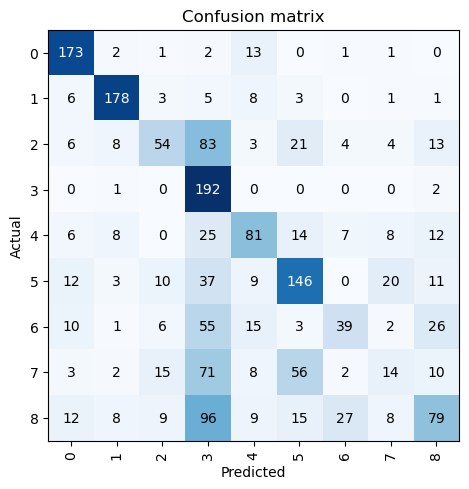 Confusion matrix
0 173 2 1 2 13 0 1 1 0
1 6 178 3 5 8 3 0 1 1
2 6 8 54 83 3 21 4 4 13
3 0 1 0 192 0 0 0 0 2
4 6 8 0 25 81 14 7 8 12
5 12 3 10 37 9 146 0 20 11
6 10 1 6 55 15 3 39 2 26
7 3 2 15 71 8 56 2 14 10
8 12 8 9 96 9 15 27 8 79
Actual
0 1 2 3 4 5 6 7 8
Predicted